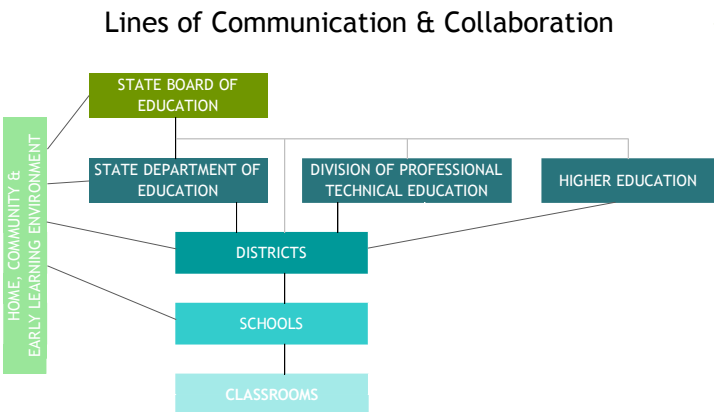 Lines of Communication & Collaboration
STATE BOARD OF
EDUCATION
HOME, COMMUNITY &
EARLY LEARNING ENVIRONMENT
STATE DEPARTMENT OF
EDUCATION
DIVISION OF PROFESSIONAL
TECHNICAL EDUCATION
HIGHER EDUCATION
DISTRICTS
SCHOOLS
CLASSROOMS